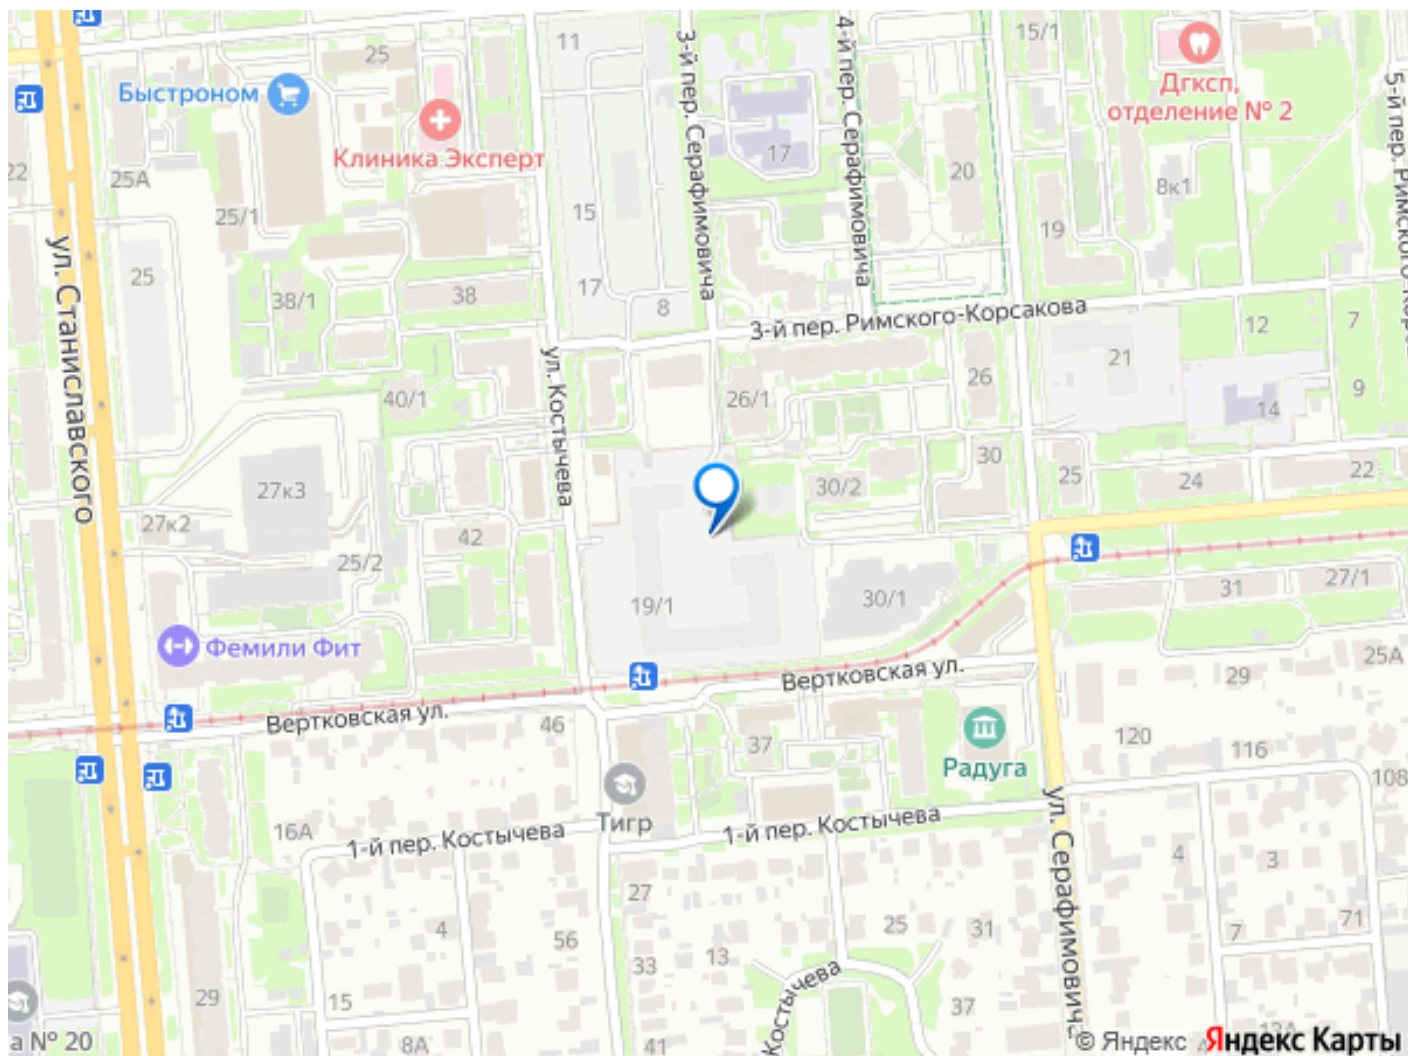 11
25
15/1
Быстроном
Клиника Эксперт
3-й пер. Серафимовича
4-й пер. Серафимовича
17
20
Дгксп,
отделение № 2
5-й пер. Римского-Корс
22
25А
25/1
15
19
8к1
ул. Станиславского
25
38/1
38
17
8
3-й пер. Римского-Корсакова
12
7
21
ул. Костычева
40/1
26/1
26
14
9
27к3
27к2
30/2
30
25
24
22
42
25/2
19/1
30/1
31
27/1
Фемили Фит
Вертковская ул.
Вертковская ул.
29
25А
46
37
Радуга
120
116
108
Тигр
16А
1-й пер. Костычева
1-й пер. Костычева
ул. Серафимовича
4
3
27
4
56
25
31
7
71
13
33
Костычева
29
15
37
а № 20
8А
41
© Яндекс
Яндекс Карты